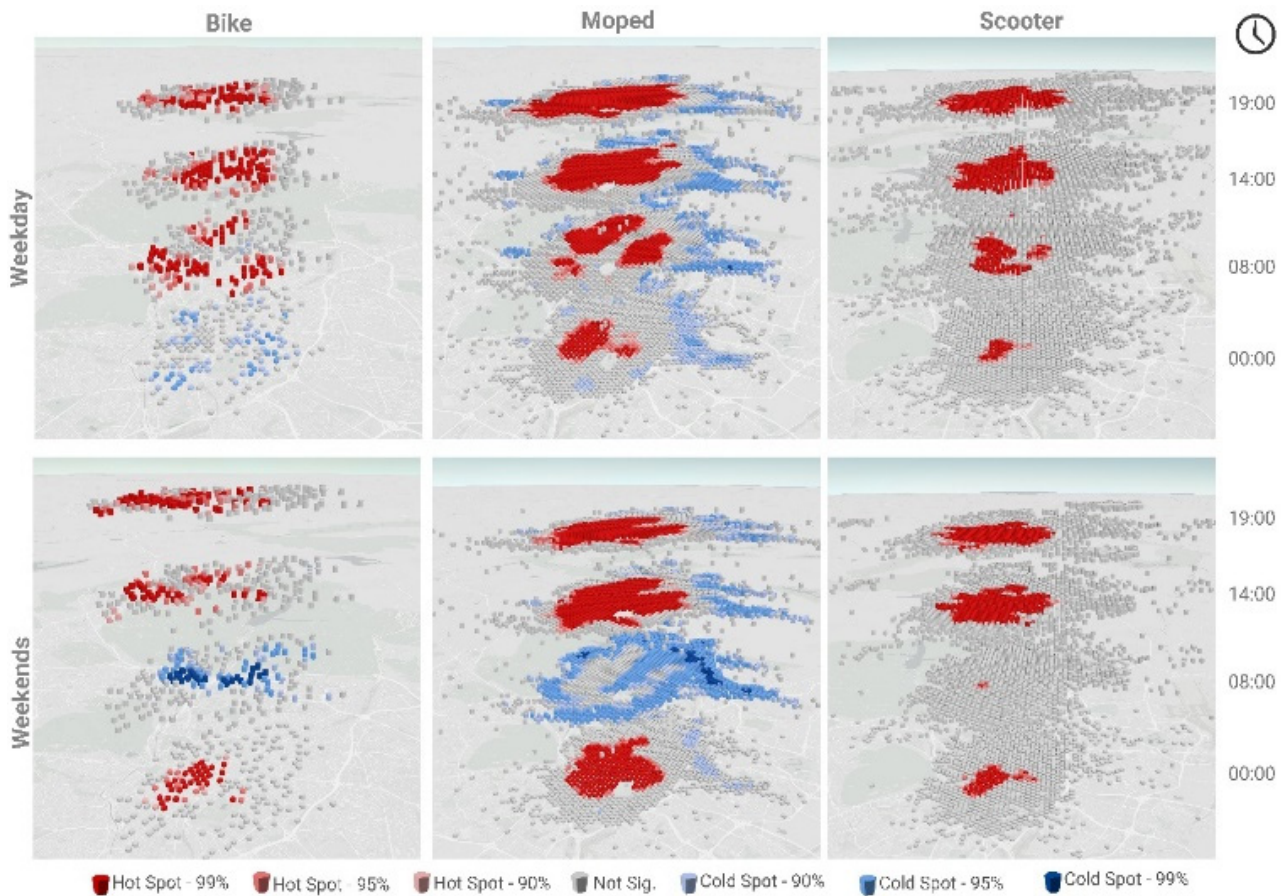 Bike Moped Scooter
Weekday
19:00
14:00
08:00
00:00
Weekends
19:00
14:00
08:00
00:00
Hot Spot - 99% Hot Spot - 95% Hot Spot - 90% Not Sig. Cold Spot - 90% Cold Spot - 95% Cold Spot - 99%